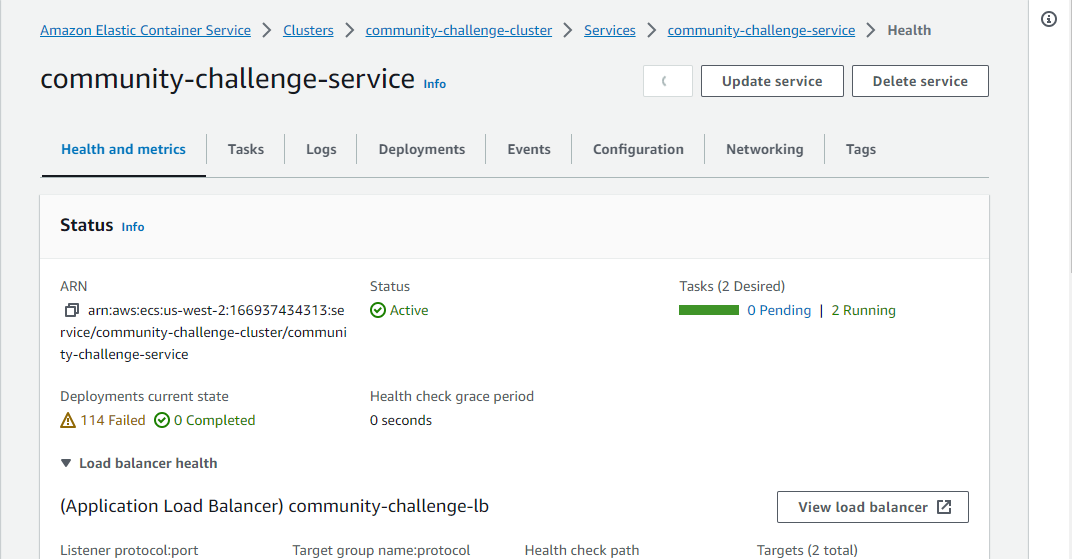 Amazon Elastic Container Service > Clusters > community-challenge-cluster > Services > community-challenge-service > Health
community-challenge-service Info
Update service Delete service
Health and metrics Tasks Logs Deployments Events Configuration Networking Tags
Status Info
ARN Status Tasks (2 Desired)
arn:aws:ecs:us-west-2:166937434313:se Active 0 Pending | 2 Running
rvice/community-challenge-cluster/communi
ty-challenge-service
Deployments current state Health check grace period
114 Failed 0 Completed 0 seconds
Load balancer health
(Application Load Balancer) community-challenge-lb View load balancer
Listener protocol:port Target group name:protocol Health check path Targets (2 total)